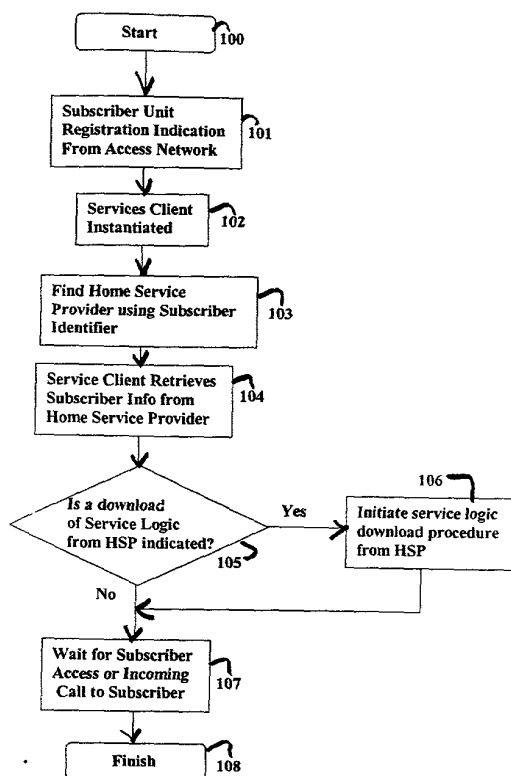 Start
100
Subscriber Unit
Registration Indication
From Access Network
101
Services Client
Instantiated
102
Find Home Service
Provider using Subscriber
Identifier
103
Service Client Retrieves
Subscriber Info from
Home Service Provider
104
Is a download
of Service Logic
from HSP indicated?
105
Yes
106
Initiate service logic
download procedure
from HSP
No
Wait for Subscriber
Access or Incoming
Call to Subscriber
107
Finish
108